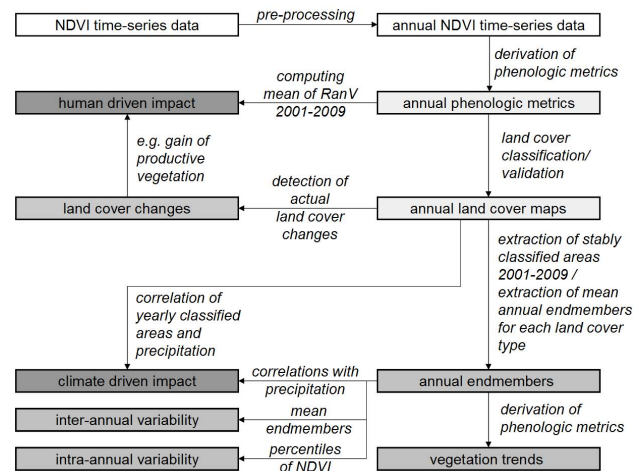 NDVI time-series data
pre-processing
annual NDVI time-series data
derivation of
phenologic metrics
human driven impact
computing
mean of RanV
2001-2009
annual phenologic metrics
e.g. gain of
productive
vegetation
land cover
classification/
validation
land cover changes
detection of
actual
land cover
changes
annual land cover maps
correlation of
yearly classified
areas and
precipitation
extraction of stably
classified areas
2001-2009 /
extraction of mean
annual endmembers
for each land cover
type
climate driven impact
correlations with
precipitation
annual endmembers
inter-annual variability
mean
endmembers
derivation of
phenologic metrics
intra-annual variability
percentiles
of NDVI
vegetation trends